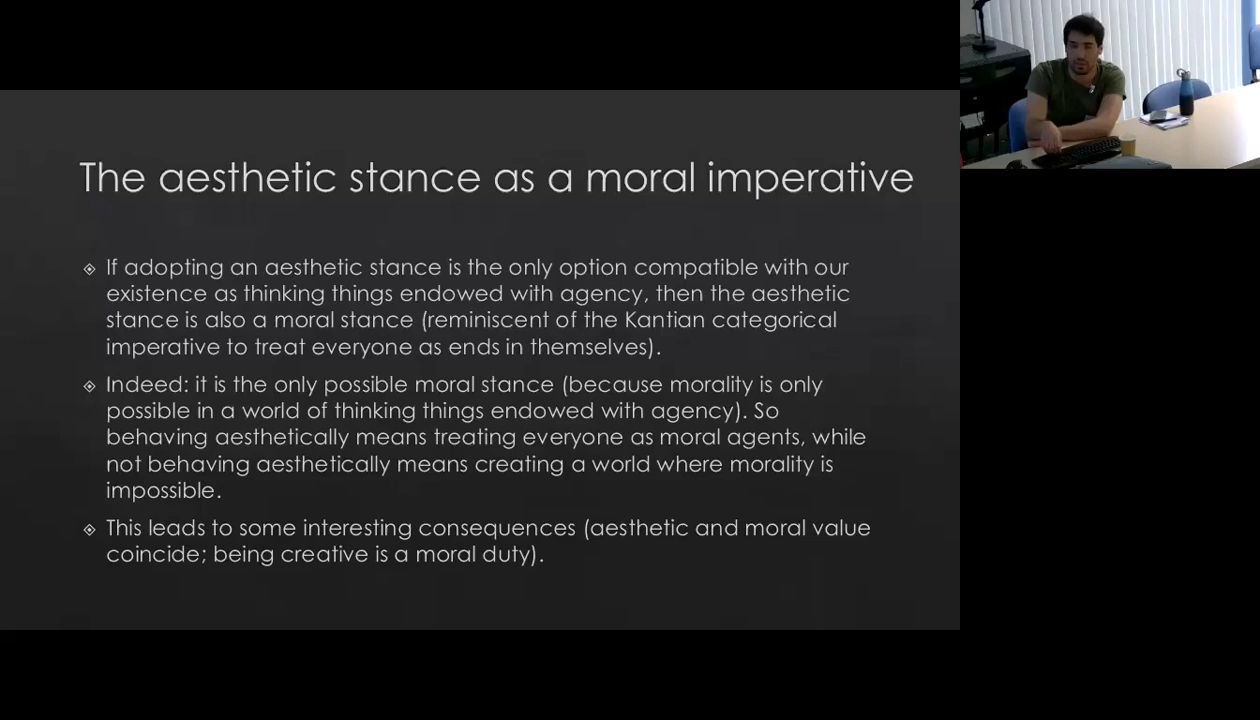 The aesthetic stance as a moral imperative
If adopting an aesthetic stance is the only option compatible with our
existence as thinking things endowed with agency, then the aesthetic
stance is also a moral stance (reminiscent of the Kantian categorical
imperative to treat everyone as ends in themselves).
Indeed: it is the only possible moral stance (because morality is only
possible in a world of thinking things endowed with agency). So
behaving aesthetically means treating everyone as moral agents, while
not behaving aesthetically means creating a world where morality is
impossible.
This leads to some interesting consequences (aesthetic and moral value
coincide; being creative is a moral duty).